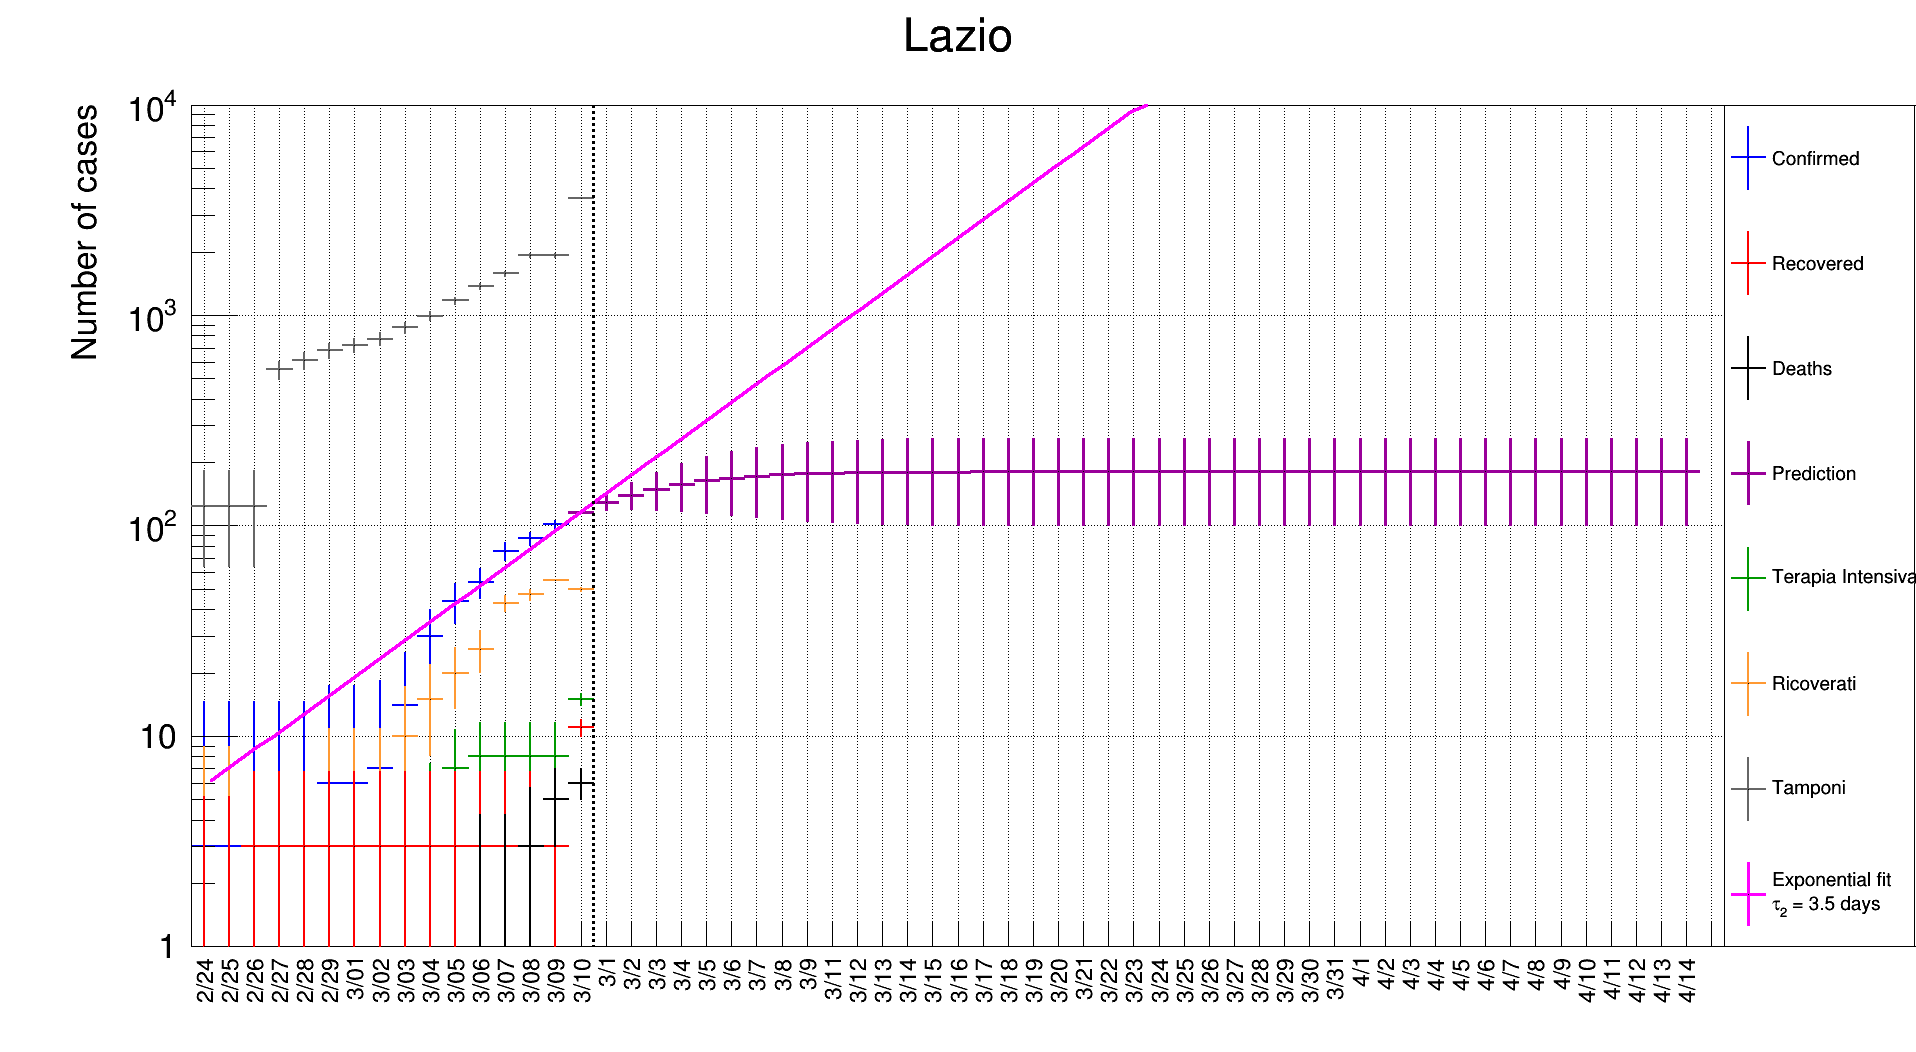 Lazio
Number of cases
10⁴
10³
10²
10
1
2/24 2/25 2/26 2/27 2/28 2/29 3/01 3/02 3/03 3/04 3/05 3/06 3/07 3/08 3/09 3/10 3/1 3/2 3/3 3/4 3/5 3/6 3/7 3/8 3/9 3/11 3/12 3/13 3/14 3/15 3/16 3/17 3/18 3/19 3/20 3/21 3/22 3/23 3/24 3/25 3/26 3/27 3/28 3/29 3/30 3/31 4/1 4/2 4/3 4/4 4/5 4/6 4/7 4/8 4/9 4/10 4/11 4/12 4/13 4/14
Confirmed
Recovered
Deaths
Prediction
Terapia Intensiva
Ricoverati
Tamponi
Exponential fit
τ₂ = 3.5 days